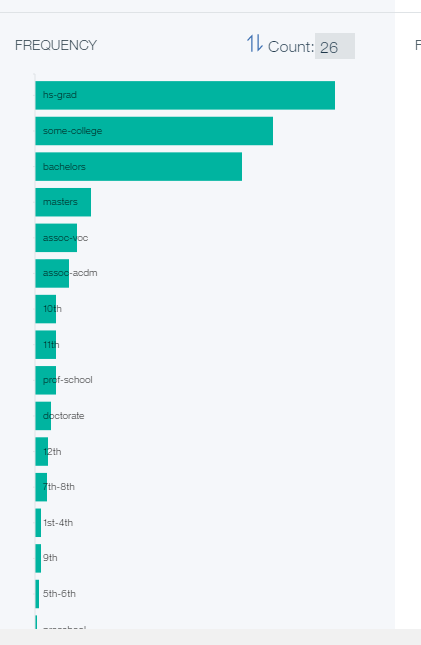 FREQUENCY
Count: 26
hs-grad
some-college
bachelors
masters
assoc-voc
assoc-acdm
10th
11th
prof-school
doctorate
12th
7th-8th
1st-4th
9th
5th-6th